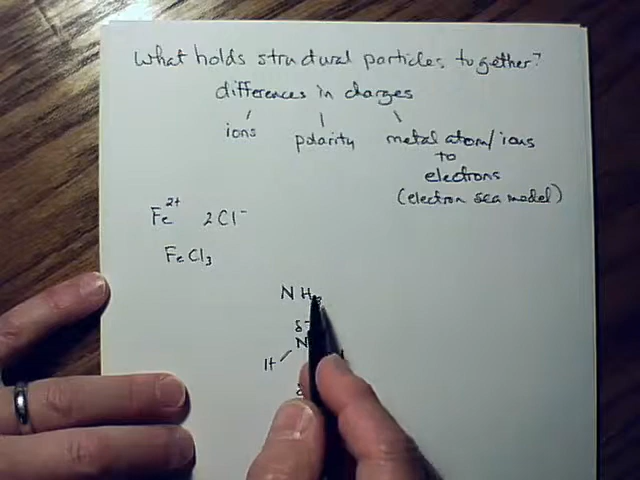 What holds structural particles together?
differences in charges
ions polarity metal atom/ions
to
electrons
(electron sea model)
Fe2+ 2Cl-
FeCl3
NH3
δ-
N
H